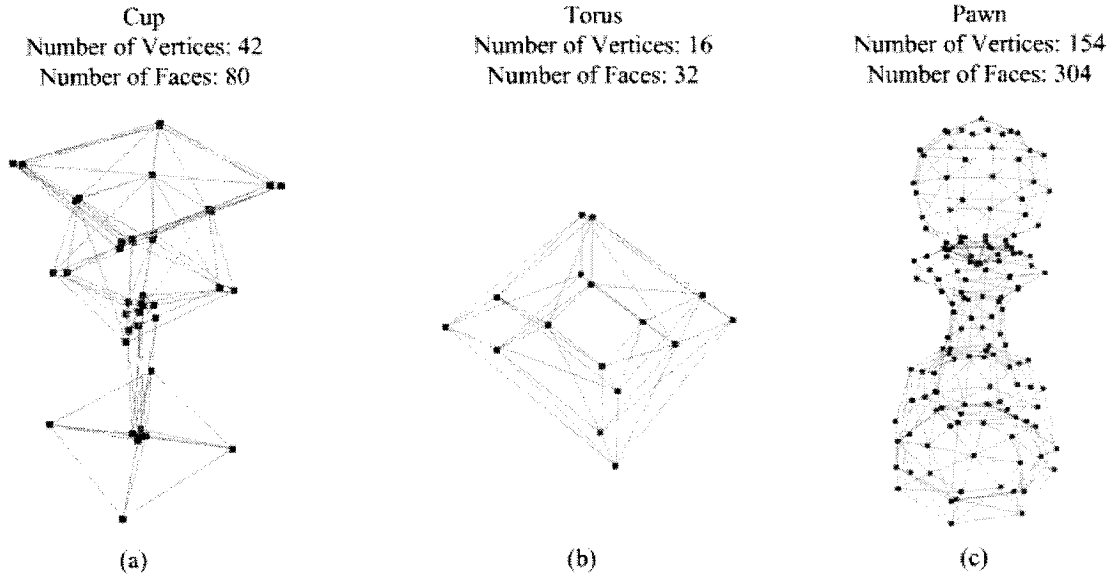 Cup
Number of Vertices: 42
Number of Faces: 80
Torus
Number of Vertices: 16
Number of Faces: 32
Pawn
Number of Vertices: 154
Number of Faces: 304
(a)
(b)
(c)